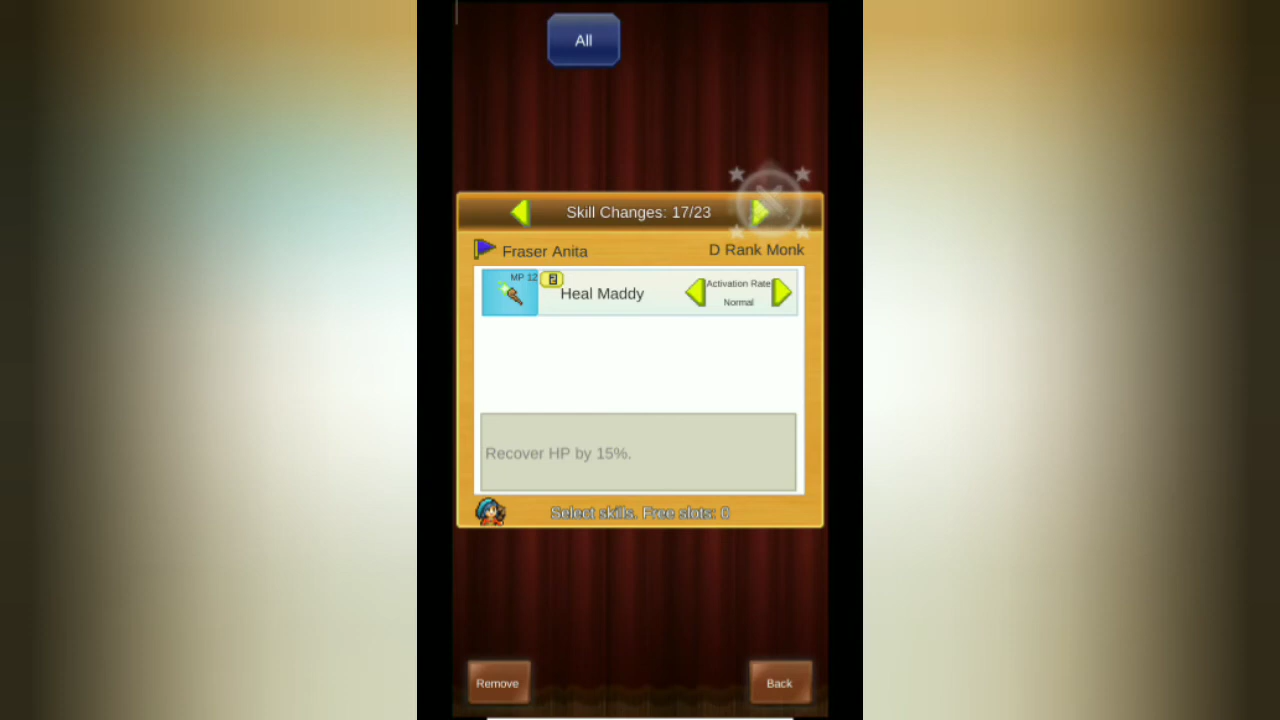 All
Skill Changes: 17/23
Fraser Anita
D Rank Monk
MP 12
2
Heal Maddy
Activation Rate
Normal
Recover HP by 15%.
Select skills. Free slots: 0
Remove
Back